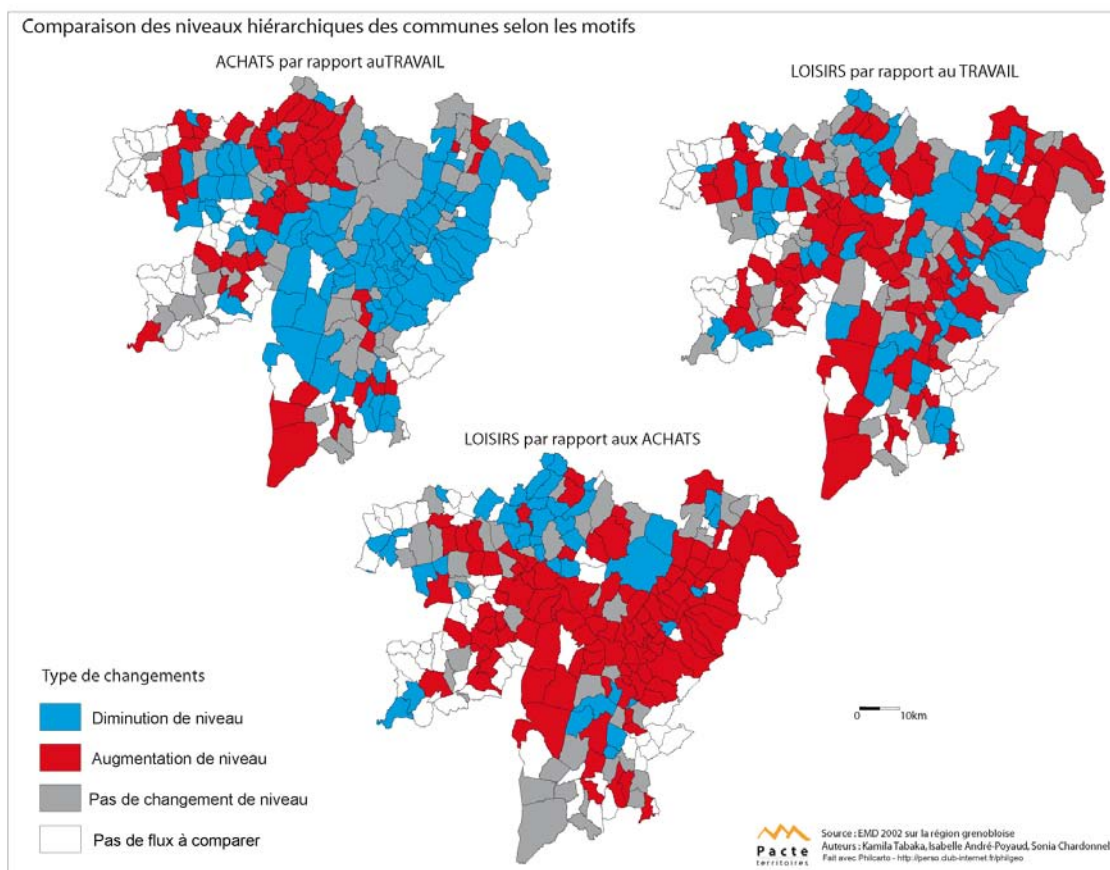 Comparaison des niveaux hiérarchiques des communes selon les motifs
ACHATS par rapport auTRAVAIL
LOISIRS par rapport au TRAVAIL
LOISIRS par rapport aux ACHATS
Type de changements
Diminution de niveau
Augmentation de niveau
Pas de changement de niveau
Pas de flux à comparer
0 10km
Pacte
territoires
Source : EMD 2002 sur la région grenobloise
Auteurs : Kamila Tabaka, Isabelle André-Poyaud, Sonia Chardonnel
Fait avec Philcarto - http://perso.club-internet.fr/philgeo